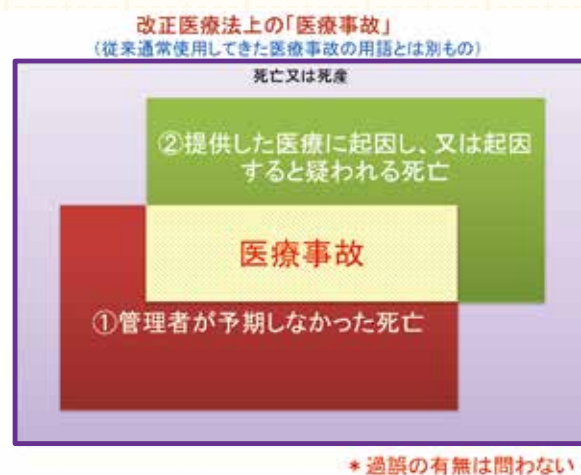 改正医療法上の「医療事故」
(従来通常使用してきた医療事故の用語とは別もの)
死亡又は死産
②提供した医療に起因し、又は起因
すると疑われる死亡
医療事故
①管理者が予期しなかった死亡
*過誤の有無は問わない